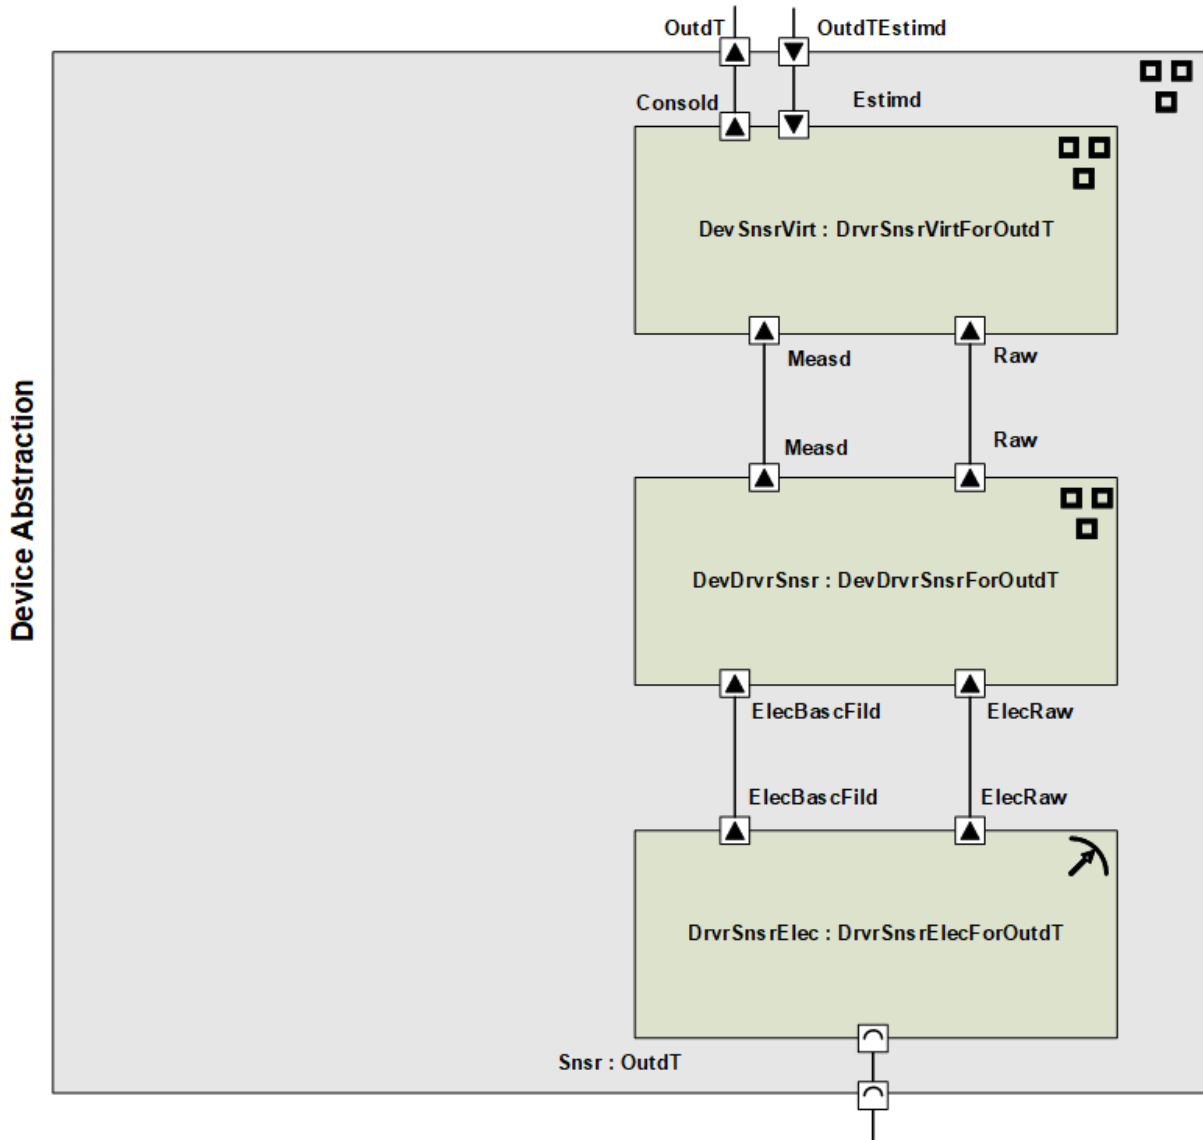 OutdT
OutdTEstimd
Consold
Estimd
DevSnsrVirt : DrvrSnsrVirtForOutdT
Measd
Raw
Measd
Raw
Device Abstraction
DevDrvrSnsr : DevDrvrSnsrForOutdT
ElecBascFild
ElecRaw
ElecBascFild
ElecRaw
DrvrSnsrElec : DrvrSnsrElecForOutdT
Snsr : OutdT